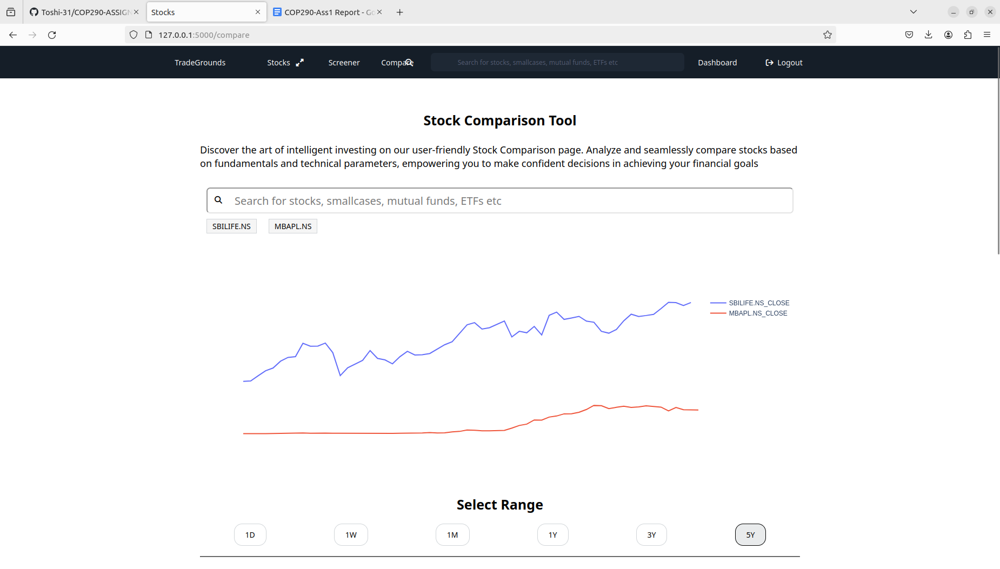 Toshi-31/COP290-ASSIGN
Stocks
COP290-Ass1 Report - Go
127.0.0.1:5000/compare
TradeGrounds
Stocks
Screener
Compare
Search for stocks, smallcases, mutual funds, ETFs etc
Dashboard
Logout
Stock Comparison Tool
Discover the art of intelligent investing on our user-friendly Stock Comparison page. Analyze and seamlessly compare stocks based
on fundamentals and technical parameters, empowering you to make confident decisions in achieving your financial goals
Search for stocks, smallcases, mutual funds, ETFs etc
SBILIFE.NS
MBAPL.NS
SBILIFE.NS_CLOSE
MBAPL.NS_CLOSE
Select Range
1D
1W
1M
1Y
3Y
5Y